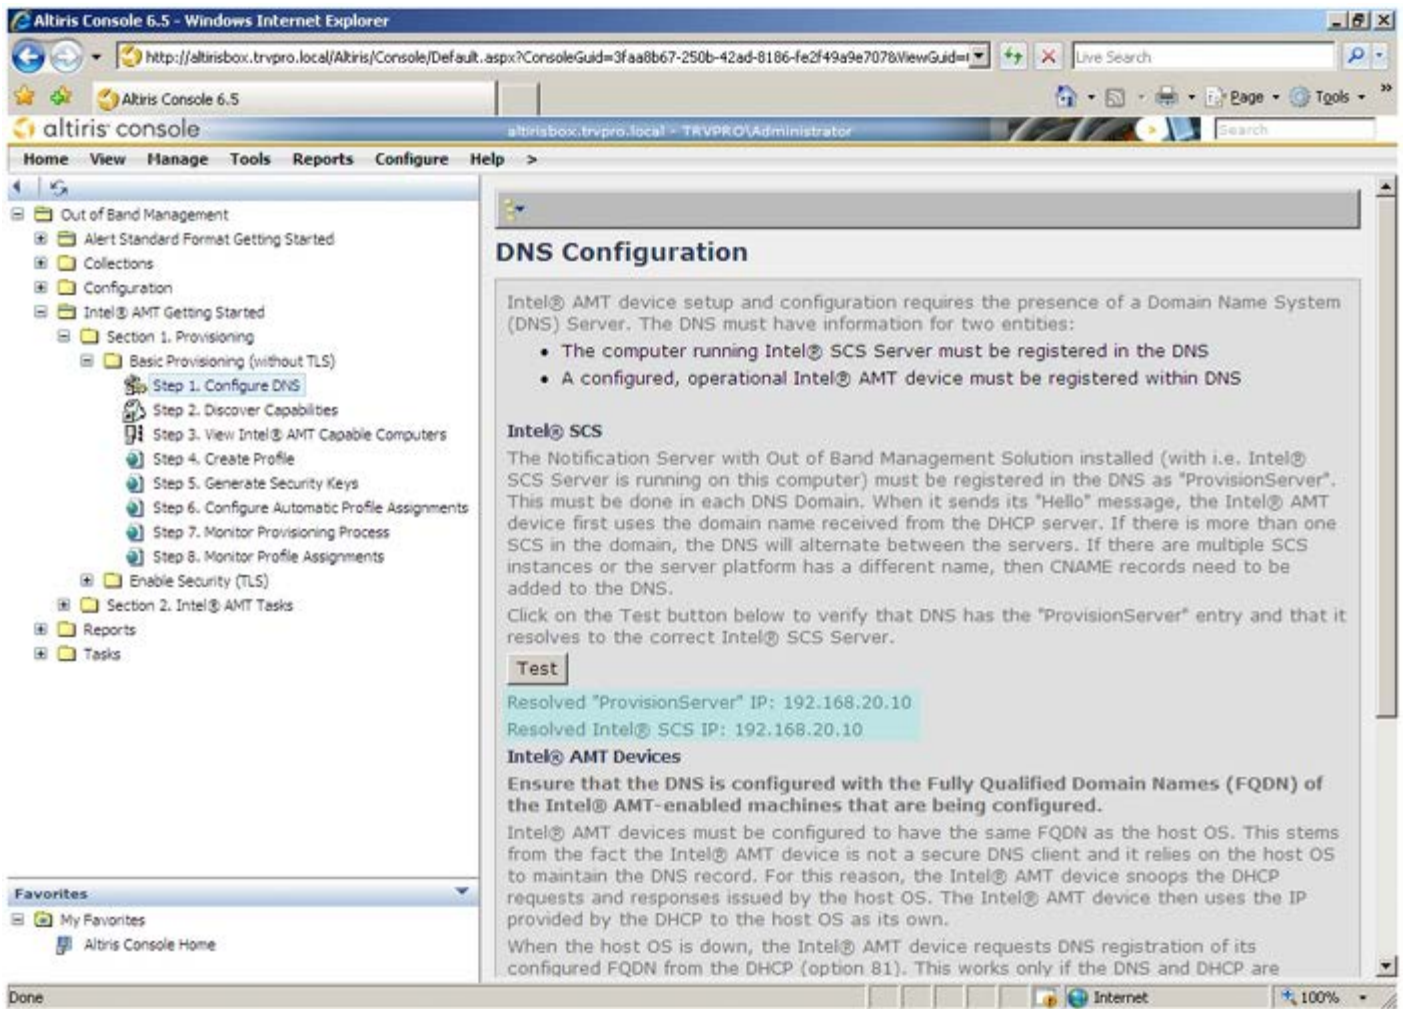 Altiris Console 6.5 - Windows Internet Explorer
http://altirisbox.trvpro.local/Altiris/Console/Default.aspx?ConsoleGuid=3faa8b67-250b-42ad-8186-fe2f49a9e707&ViewGuid=
Live Search
Altiris Console 6.5
Page
Tools
»
altiris console
altirisbox.trvpro.local - TRVPRO\Administrator
Search
Home View Manage Tools Reports Configure Help >
Out of Band Management
Alert Standard Format Getting Started
Collections
Configuration
Intel® AMT Getting Started
Section 1. Provisioning
Basic Provisioning (without TLS)
Step 1. Configure DNS
Step 2. Discover Capabilities
Step 3. View Intel® AMT Capable Computers
Step 4. Create Profile
Step 5. Generate Security Keys
Step 6. Configure Automatic Profile Assignments
Step 7. Monitor Provisioning Process
Step 8. Monitor Profile Assignments
Enable Security (TLS)
Section 2. Intel® AMT Tasks
Reports
Tasks
Favorites
My Favorites
Altiris Console Home
DNS Configuration
Intel® AMT device setup and configuration requires the presence of a Domain Name System
(DNS) Server. The DNS must have information for two entities:
• The computer running Intel® SCS Server must be registered in the DNS
• A configured, operational Intel® AMT device must be registered within DNS
Intel® SCS
The Notification Server with Out of Band Management Solution installed (with i.e. Intel®
SCS Server is running on this computer) must be registered in the DNS as "ProvisionServer".
This must be done in each DNS Domain. When it sends its "Hello" message, the Intel® AMT
device first uses the domain name received from the DHCP server. If there is more than one
SCS in the domain, the DNS will alternate between the servers. If there are multiple SCS
instances or the server platform has a different name, then CNAME records need to be
added to the DNS.
Click on the Test button below to verify that DNS has the "ProvisionServer" entry and that it
resolves to the correct Intel® SCS Server.
Test
Resolved "ProvisionServer" IP: 192.168.20.10
Resolved Intel® SCS IP: 192.168.20.10
Intel® AMT Devices
Ensure that the DNS is configured with the Fully Qualified Domain Names (FQDN) of
the Intel® AMT-enabled machines that are being configured.
Intel® AMT devices must be configured to have the same FQDN as the host OS. This stems
from the fact the Intel® AMT device is not a secure DNS client and it relies on the host OS
to maintain the DNS record. For this reason, the Intel® AMT device snoops the DHCP
requests and responses issued by the host OS. The Intel® AMT device then uses the IP
provided by the DHCP to the host OS as its own.
When the host OS is down, the Intel® AMT device requests DNS registration of its
configured FQDN from the DHCP (option 81). This works only if the DNS and DHCP are
Done
Internet
100%